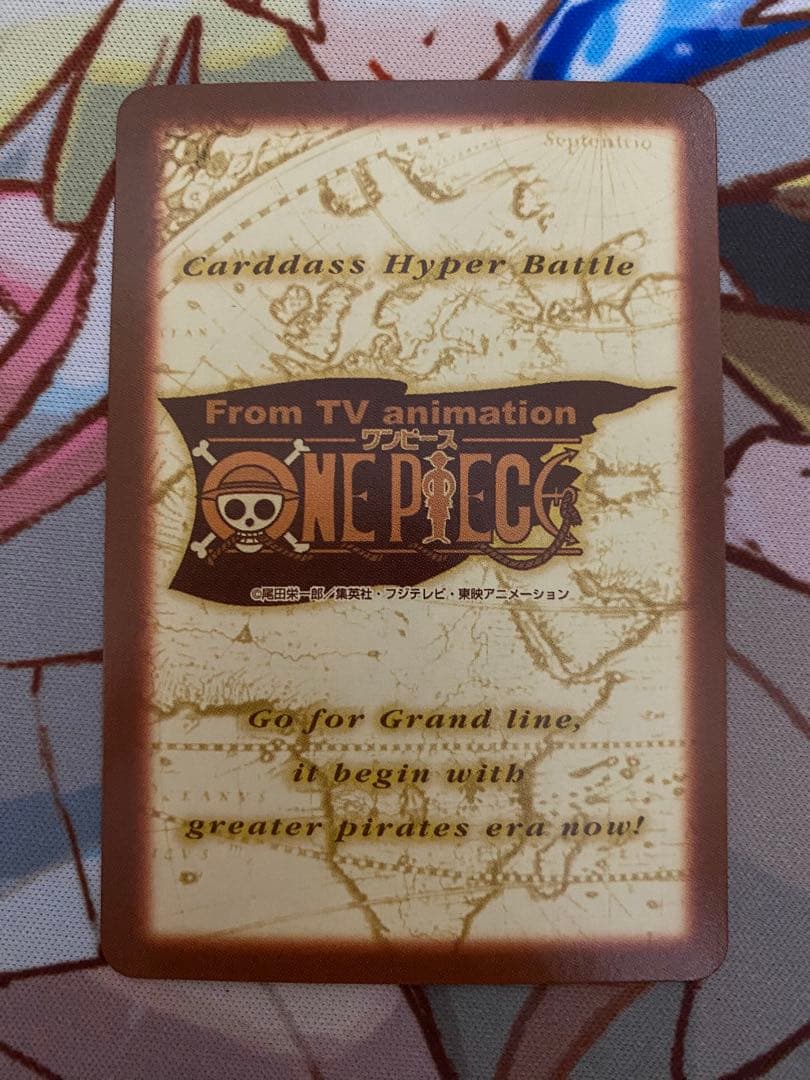 Septentrio
Carddass Hyper Battle
From TV animation
ワンピース
ONE PIECE
©尾田栄一郎／集英社・フジテレビ・東映アニメーション
Go for Grand line,
it begin with
greater pirates era now!